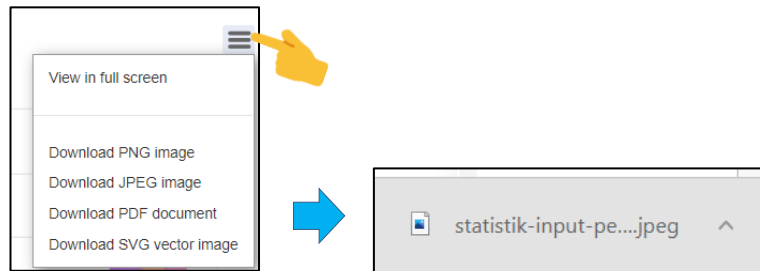 View in full screen
Download PNG image
Download JPEG image
Download PDF document
Download SVG vector image
statistik-input-pe....jpeg